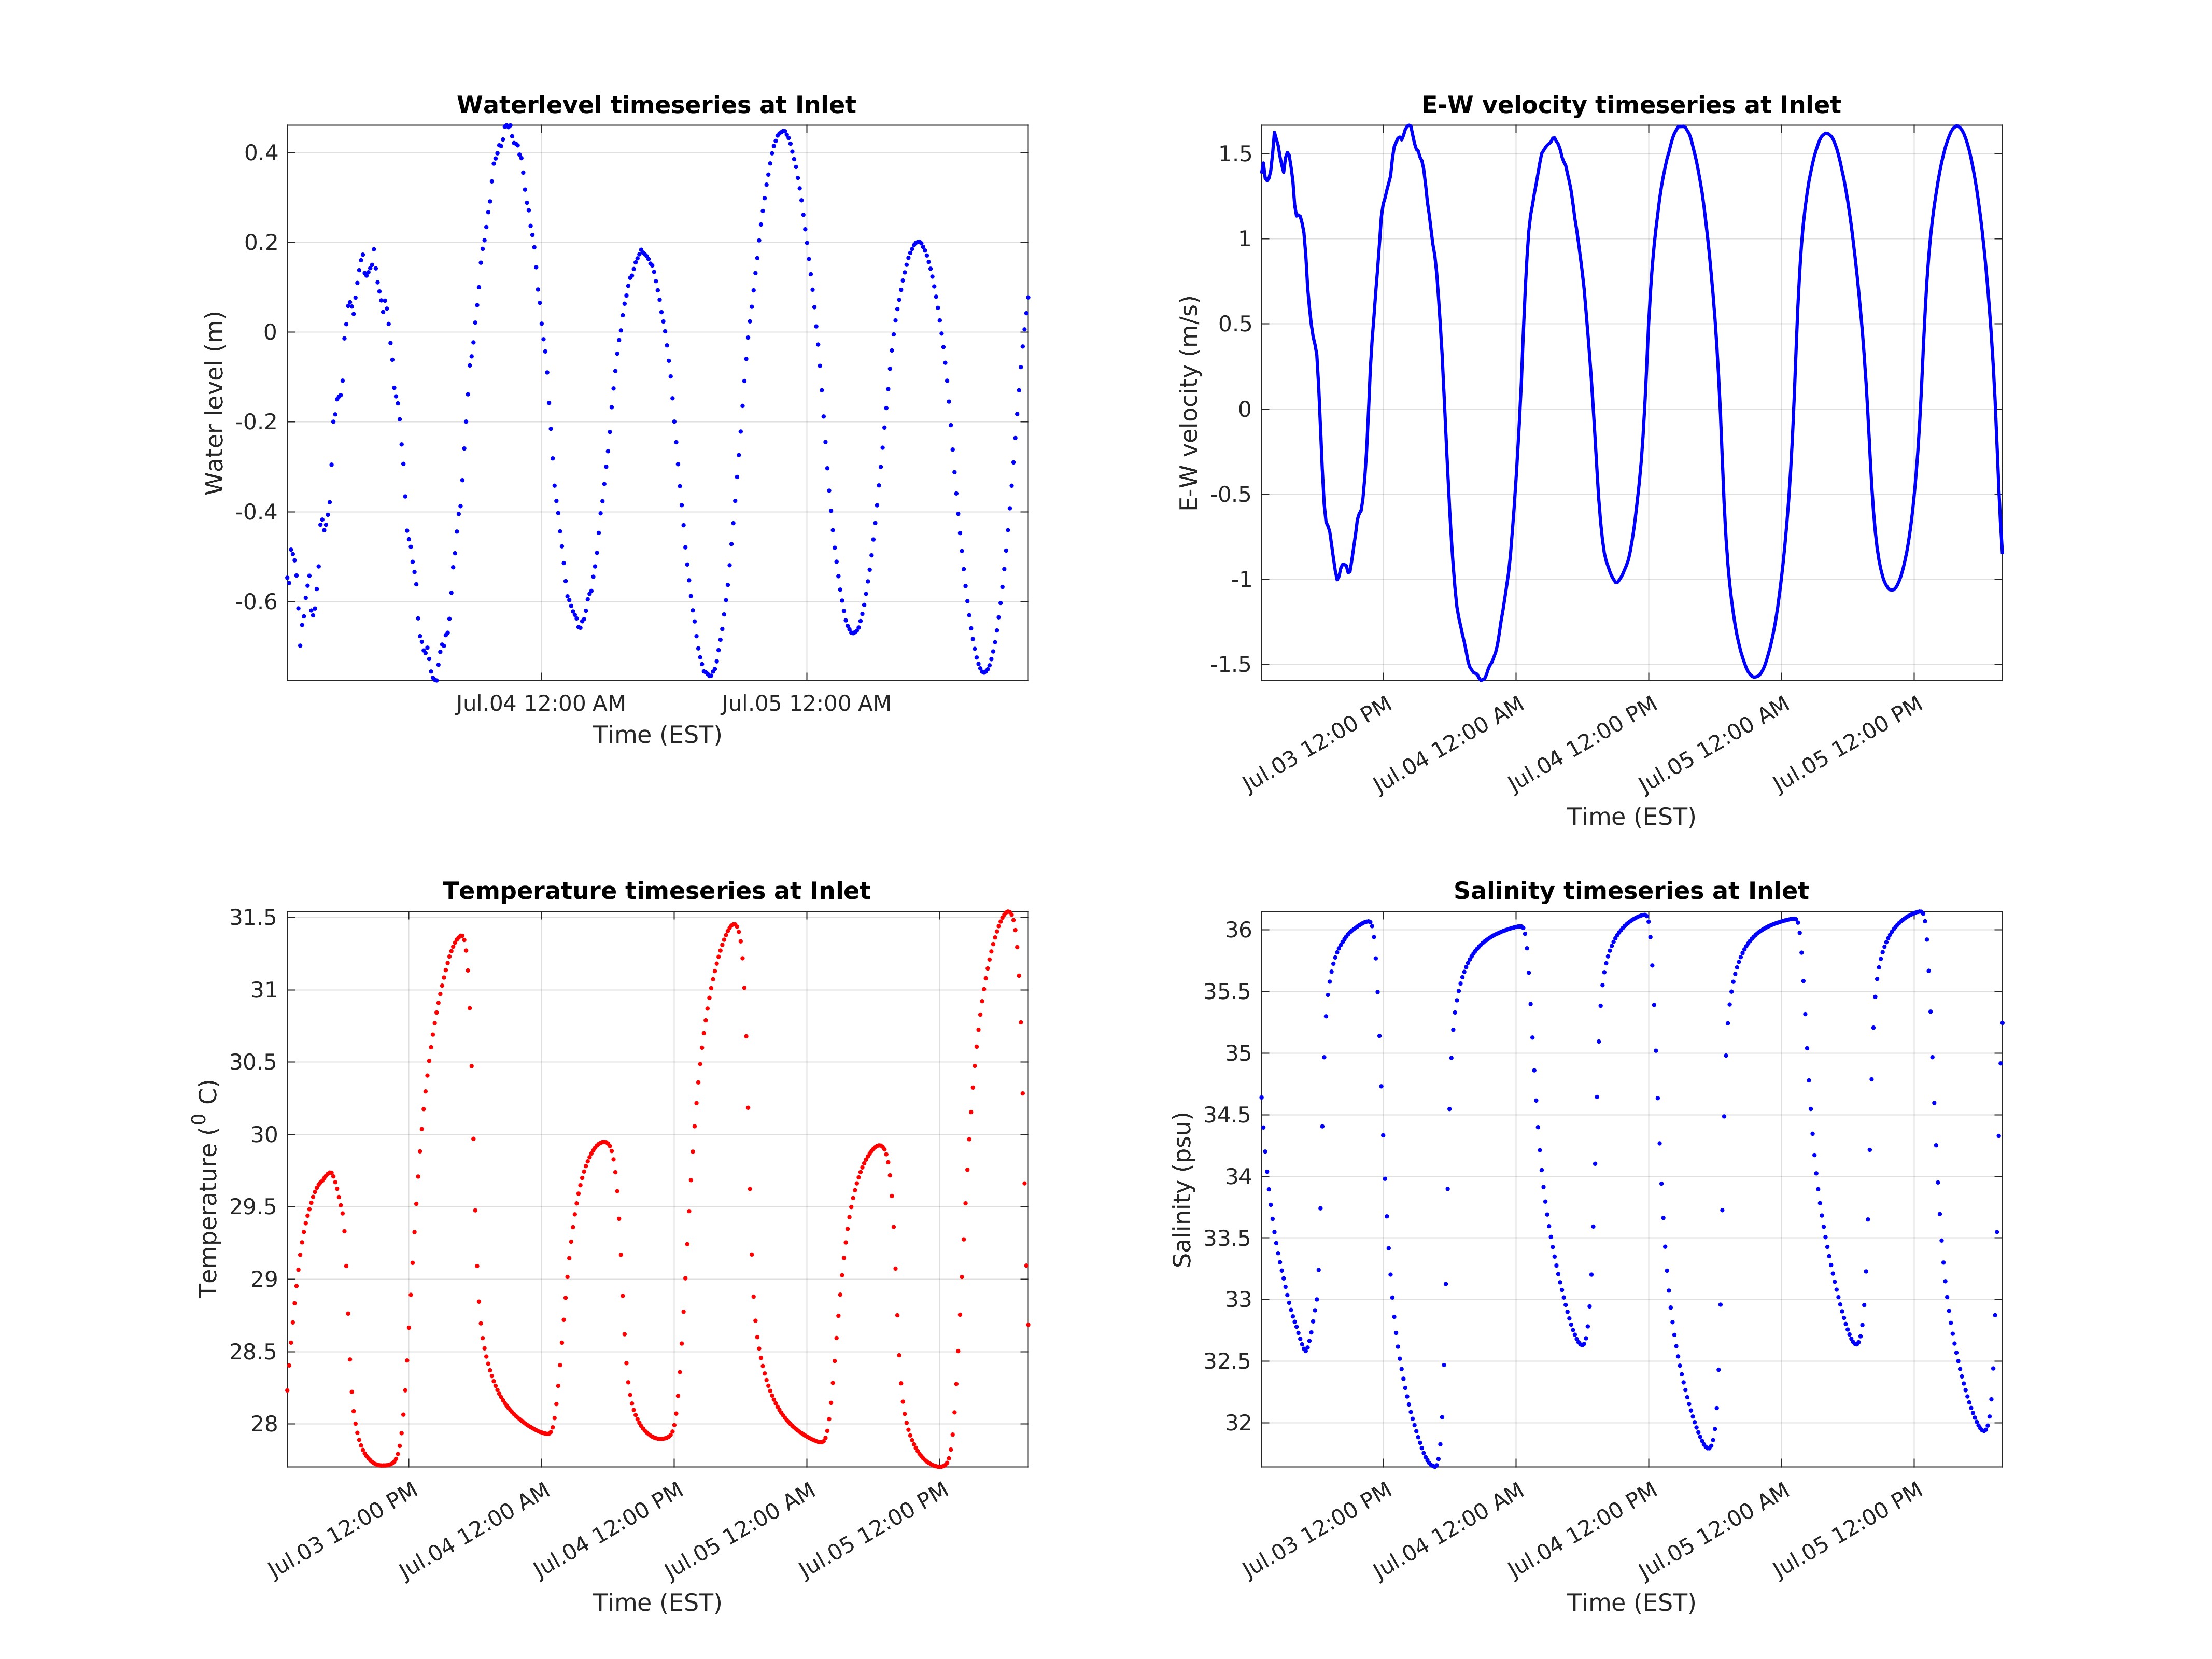 Waterlevel timeseries at Inlet
0.4
0.2
0
-0.2
-0.4
-0.6
Water level (m)
Jul.04 12:00 AM
Jul.05 12:00 AM
Time (EST)
E-W velocity timeseries at Inlet
1.5
1
0.5
0
-0.5
-1
-1.5
E-W velocity (m/s)
Jul.03 12:00 PM
Jul.04 12:00 AM
Jul.04 12:00 PM
Jul.05 12:00 AM
Jul.05 12:00 PM
Time (EST)
Temperature timeseries at Inlet
31.5
31
30.5
30
29.5
29
28.5
28
Temperature (⁰ C)
Jul.03 12:00 PM
Jul.04 12:00 AM
Jul.04 12:00 PM
Jul.05 12:00 AM
Jul.05 12:00 PM
Time (EST)
Salinity timeseries at Inlet
36
35.5
35
34.5
34
33.5
33
32.5
32
Salinity (psu)
Jul.03 12:00 PM
Jul.04 12:00 AM
Jul.04 12:00 PM
Jul.05 12:00 AM
Jul.05 12:00 PM
Time (EST)